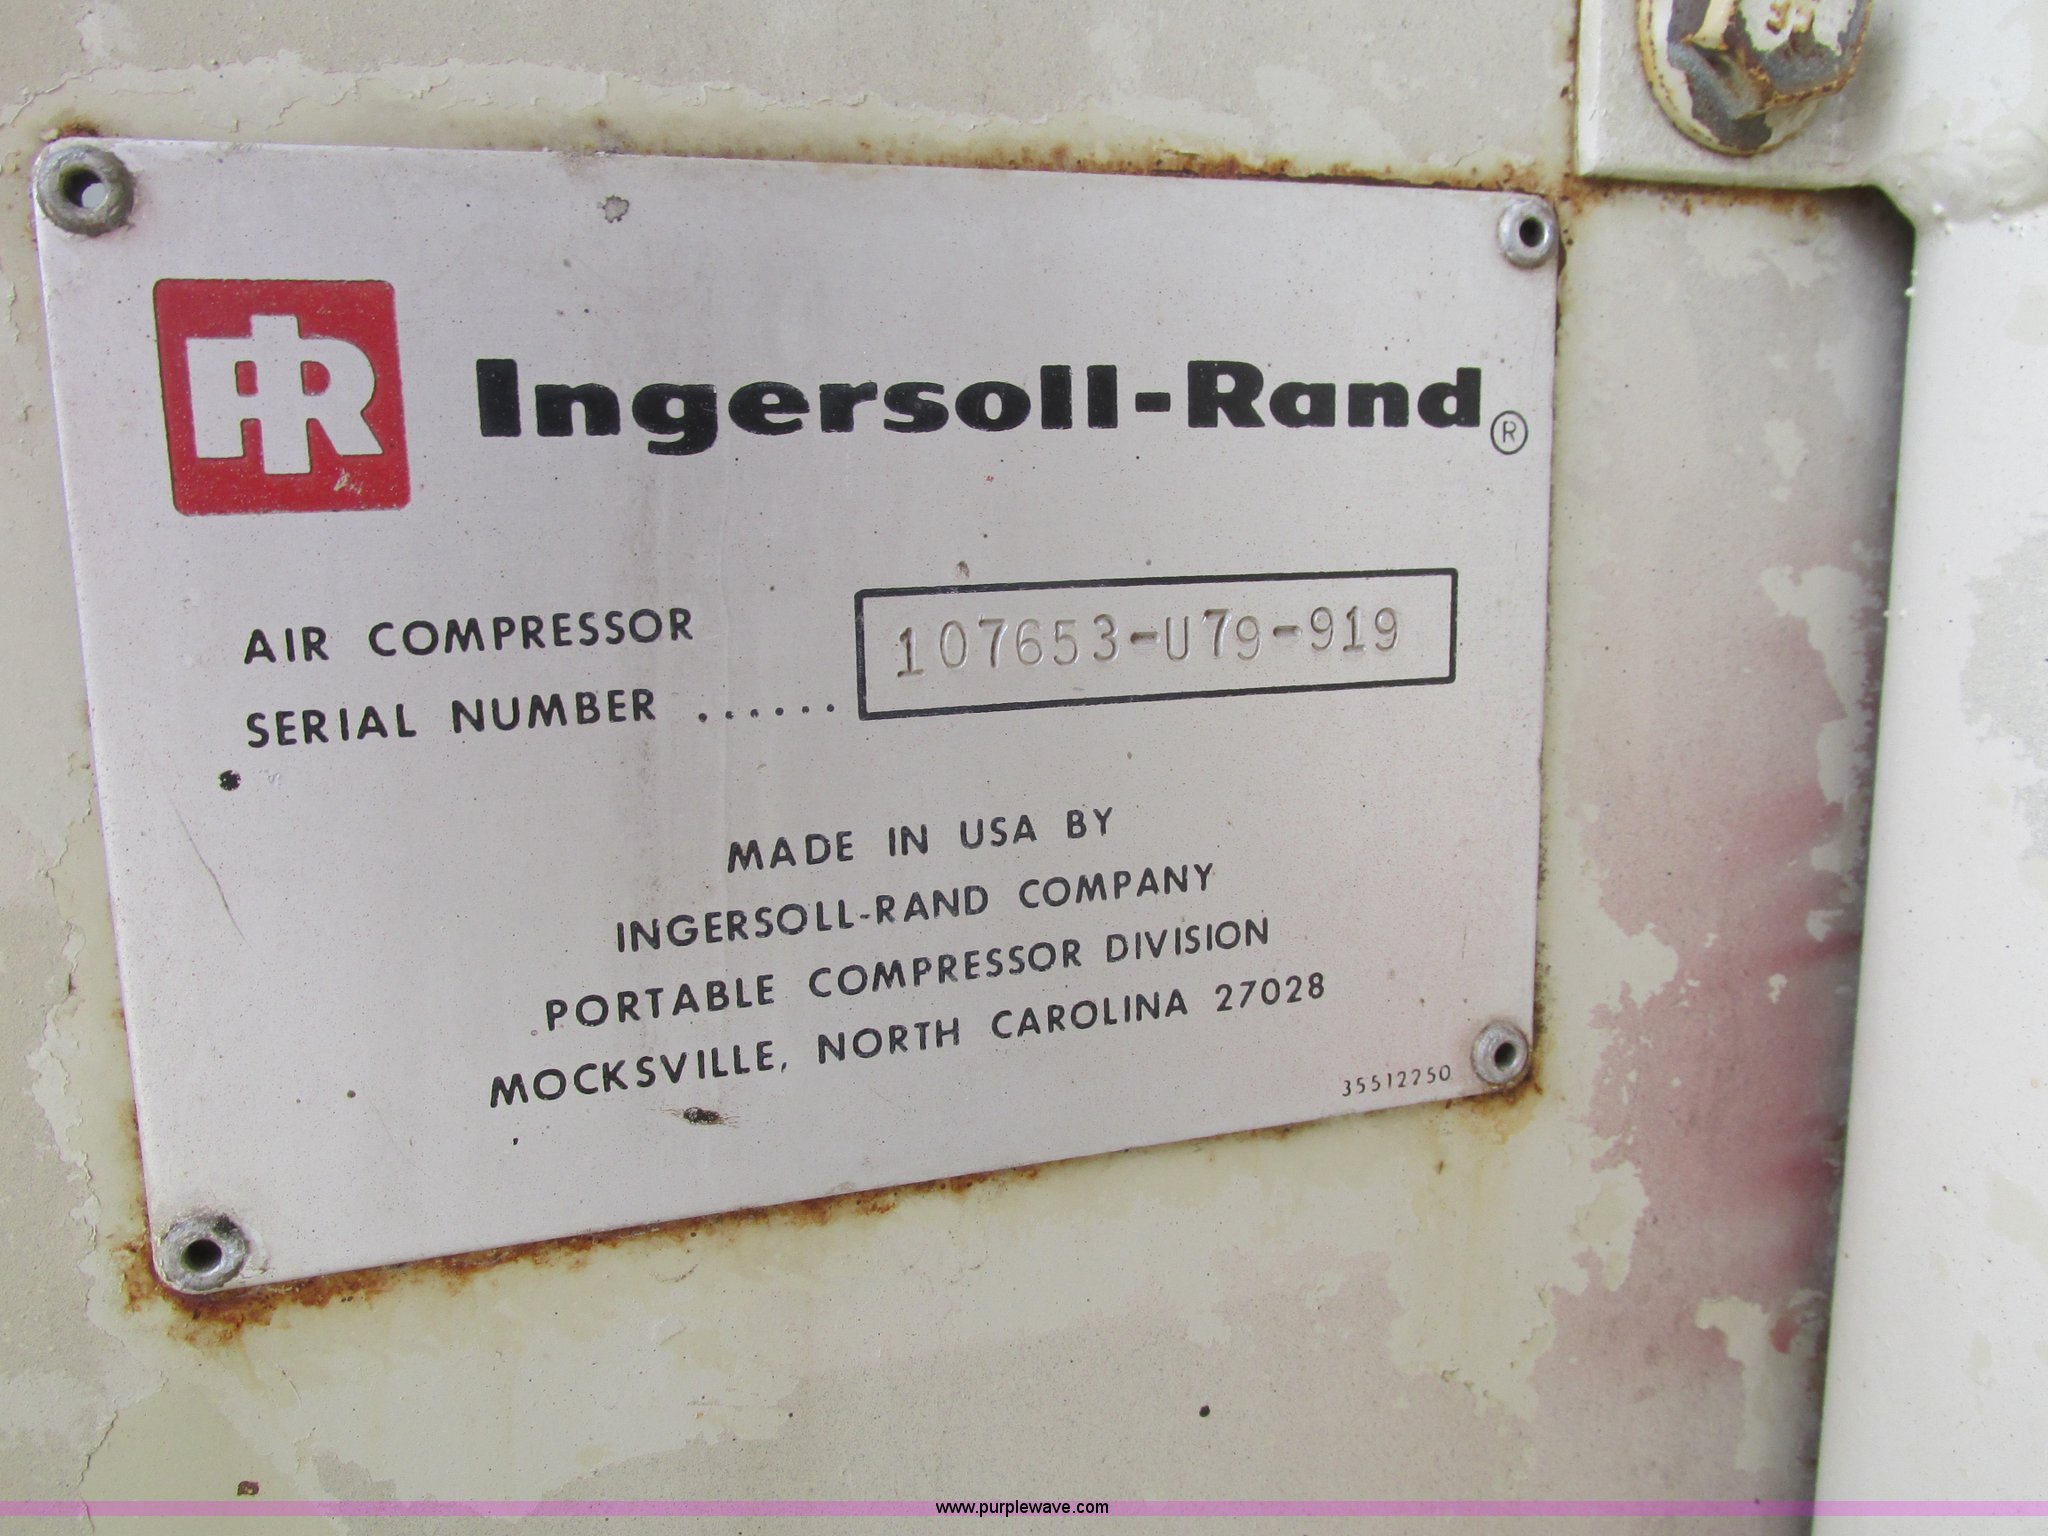 IR Ingersoll-Rand®
AIR COMPRESSOR
SERIAL NUMBER ...... 107653-U79-919
MADE IN USA BY
INGERSOLL-RAND COMPANY
PORTABLE COMPRESSOR DIVISION
MOCKSVILLE, NORTH CAROLINA 27028
35512250
www.purplewave.com